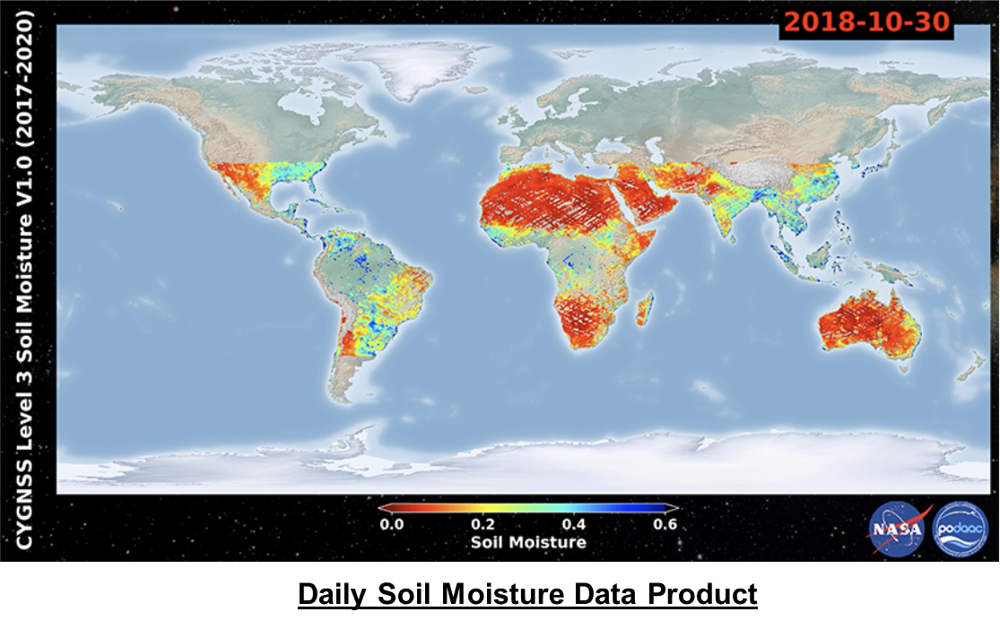 2018-10-30
CYGNSS Level 3 Soil Moisture V1.0 (2017-2020)
0.0 0.2 0.4 0.6
Soil Moisture
NASA
podaac
Daily Soil Moisture Data Product